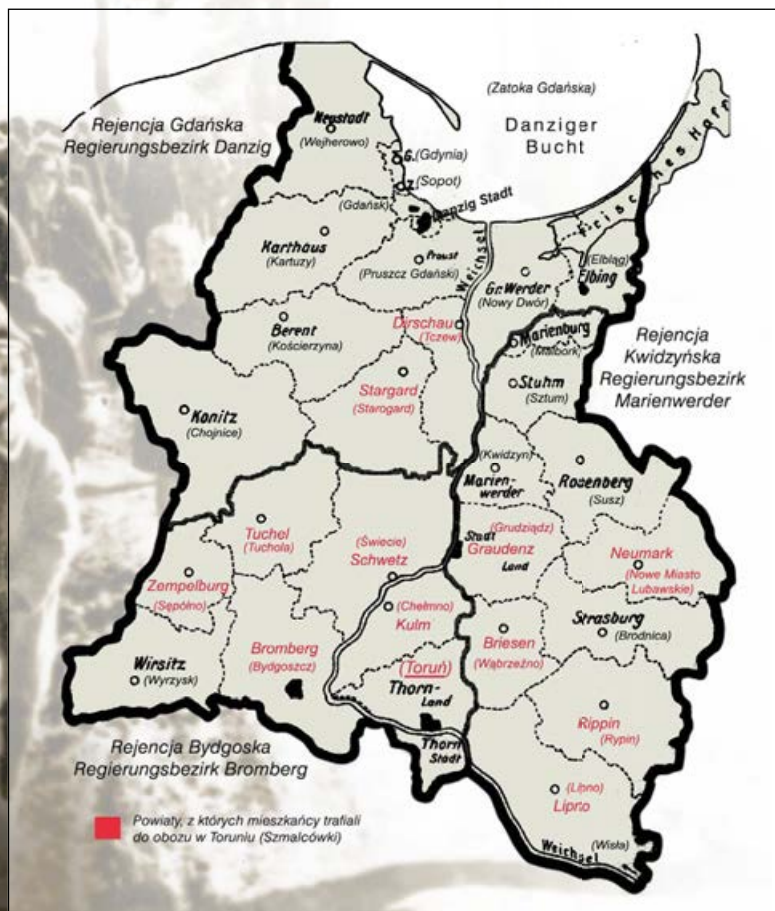 (Zatoka Gdańska)
Danziger
Bucht
Rejencja Gdańska
Regierungsbezirk Danzig
Neustadt
(Wejherowo)
G. (Gdynia)
Z. (Sopot)
(Gdańsk)
Danzig Stadt
Frisches Haff
Karthaus
(Kartuzy)
Praust
(Pruszcz Gdański)
Weichsel
Gr. Werder
(Nowy Dwór)
(Elbląg)
Elbing
Berent
(Kościerzyna)
Dirschau
(Tczew)
Marienburg
(Malbork)
Rejencja
Kwidzyńska
Regierungsbezirk
Marienwerder
Stargard
(Starogard)
Stuhm
(Sztum)
Konitz
(Chojnice)
(Kwidzyn)
Marien-
werder
Rosenberg
(Susz)
Tuchel
(Tuchola)
(Świecie)
Schwetz
(Grudziądz)
Stadt
Graudenz
Land
Neumark
(Nowe Miasto
Lubawskie)
Zempelburg
(Sępólno)
(Chełmno)
Kulm
Briesen
(Wąbrzeźno)
Strasburg
(Brodnica)
Bromberg
(Bydgoszcz)
Wirsitz
(Wyrzysk)
(Toruń)
Thorn-
Land
Thorn
Stadt
Rippin
(Rypin)
Rejencja Bydgoska
Regierungsbezirk Bromberg
(Lipno)
Lipno
Powiaty, z których mieszkańcy trafiali
do obozu w Toruniu (Szmalcówki)
Weichsel
(Wisła)